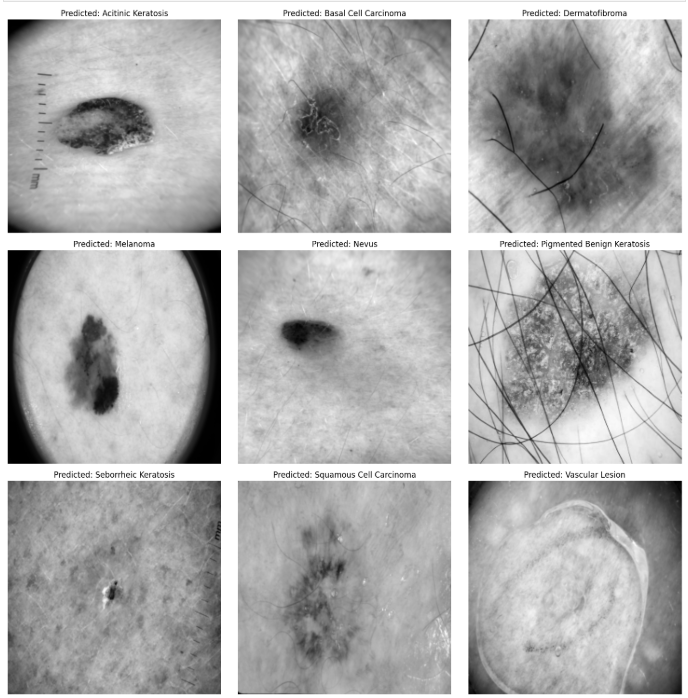 Predicted: Acitinic Keratosis
Predicted: Basal Cell Carcinoma
Predicted: Dermatofibroma
mm
Predicted: Melanoma
Predicted: Nevus
Predicted: Pigmented Benign Keratosis
Predicted: Seborrheic Keratosis
Predicted: Squamous Cell Carcinoma
Predicted: Vascular Lesion